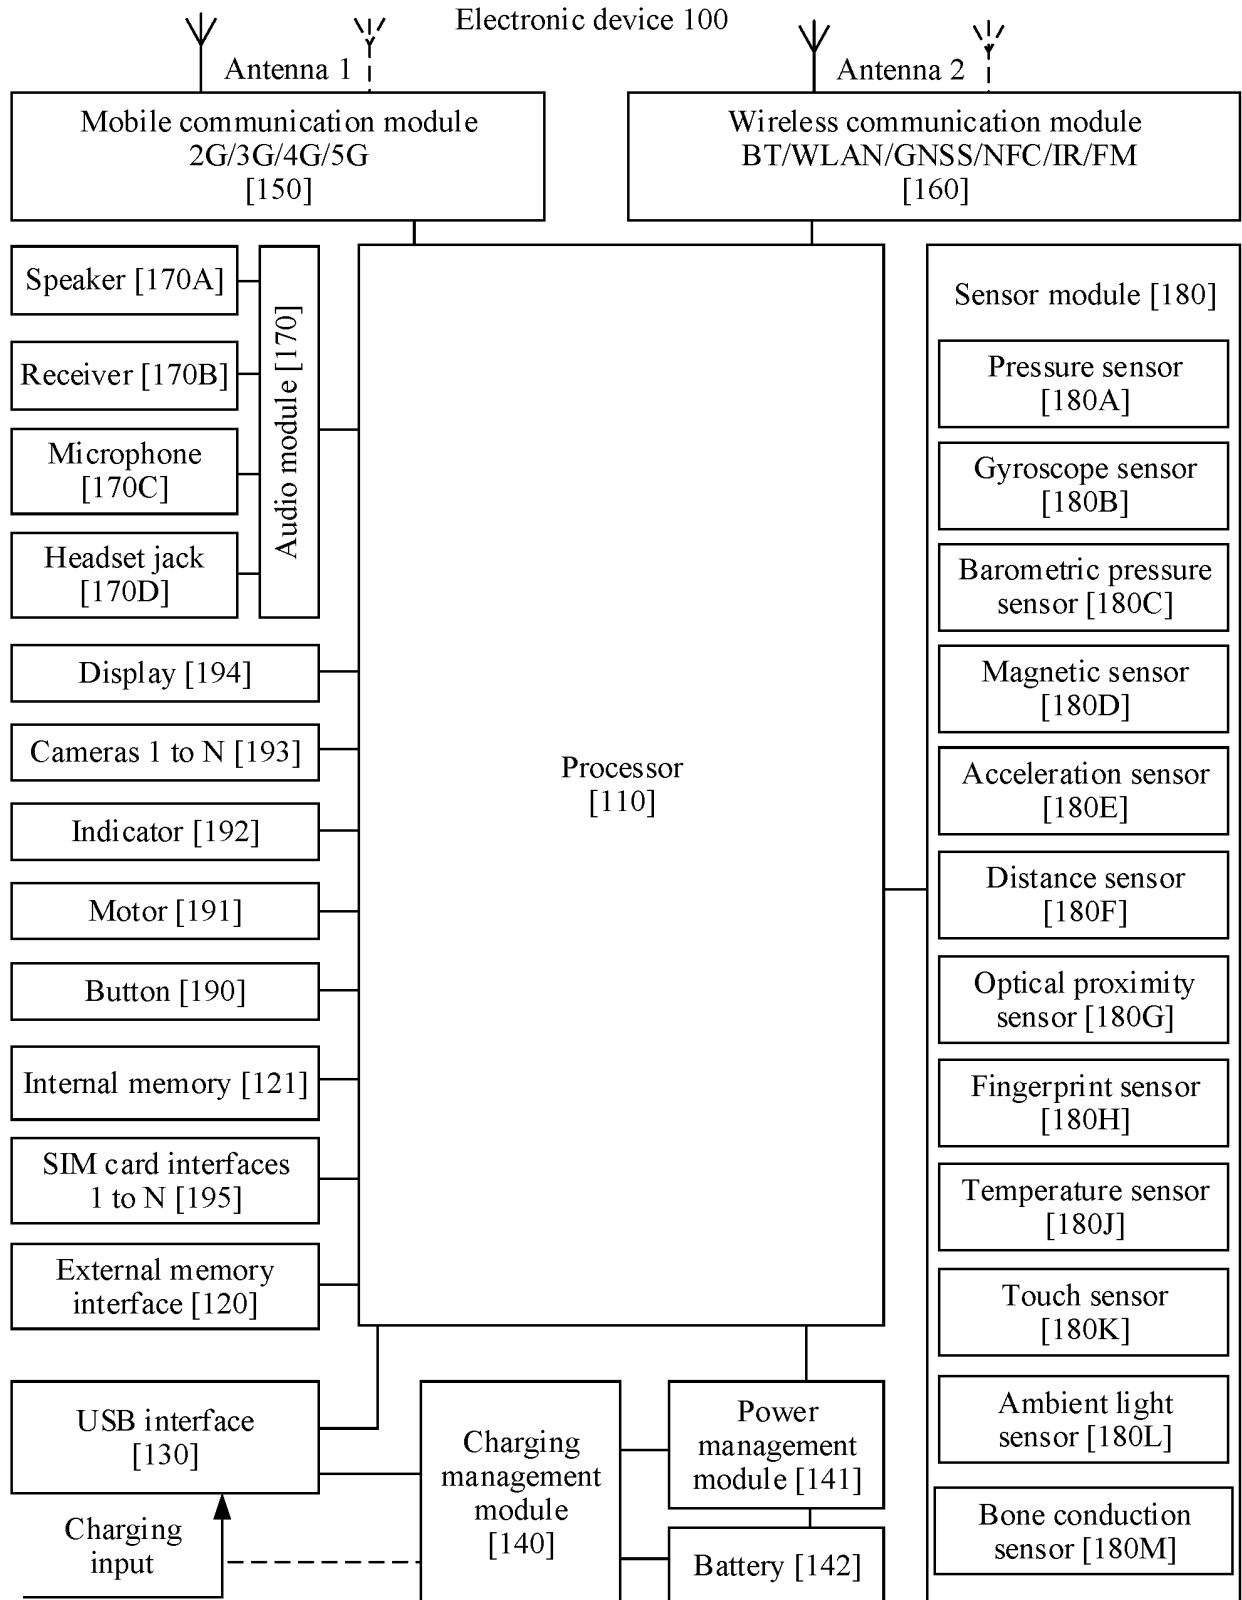 Electronic device 100
Antenna 1
Antenna 2
Mobile communication module
2G/3G/4G/5G
[150]
Wireless communication module
BT/WLAN/GNSS/NFC/IR/FM
[160]
Speaker [170A]
Receiver [170B]
Microphone
[170C]
Headset jack
[170D]
Audio module [170]
Display [194]
Cameras 1 to N [193]
Indicator [192]
Motor [191]
Button [190]
Internal memory [121]
SIM card interfaces
1 to N [195]
External memory
interface [120]
Processor
[110]
Sensor module [180]
Pressure sensor
[180A]
Gyroscope sensor
[180B]
Barometric pressure
sensor [180C]
Magnetic sensor
[180D]
Acceleration sensor
[180E]
Distance sensor
[180F]
Optical proximity
sensor [180G]
Fingerprint sensor
[180H]
Temperature sensor
[180J]
Touch sensor
[180K]
Ambient light
sensor [180L]
Bone conduction
sensor [180M]
USB interface
[130]
Charging
input
Charging
management
module
[140]
Power
management
module [141]
Battery [142]